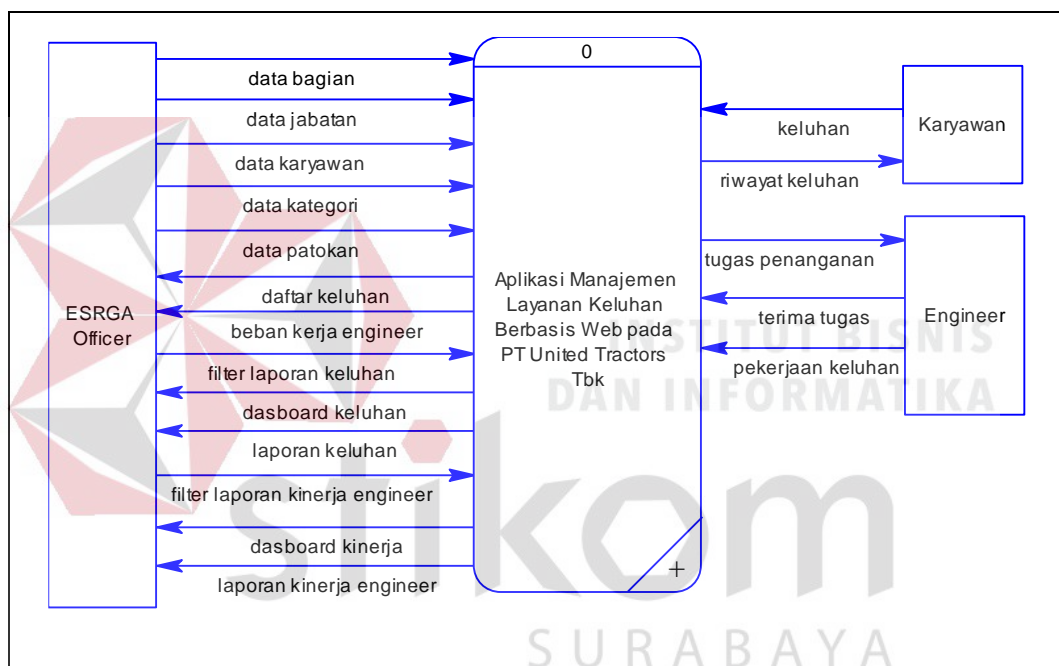 0
data bagian
data jabatan
data karyawan
data kategori
data patokan
daftar keluhan
beban kerja engineer
filter laporan keluhan
dasboard keluhan
laporan keluhan
filter laporan kinerja engineer
dasboard kinerja
laporan kinerja engineer
ESRGA
Officer
Aplikasi Manajemen
Layanan Keluhan
Berbasis Web pada
PT United Tractors
Tbk
+
keluhan
riwayat keluhan
Karyawan
tugas penanganan
terima tugas
pekerjaan keluhan
Engineer
INSTITUT BISNIS
DAN INFORMATIKA
stikom
SURABAYA